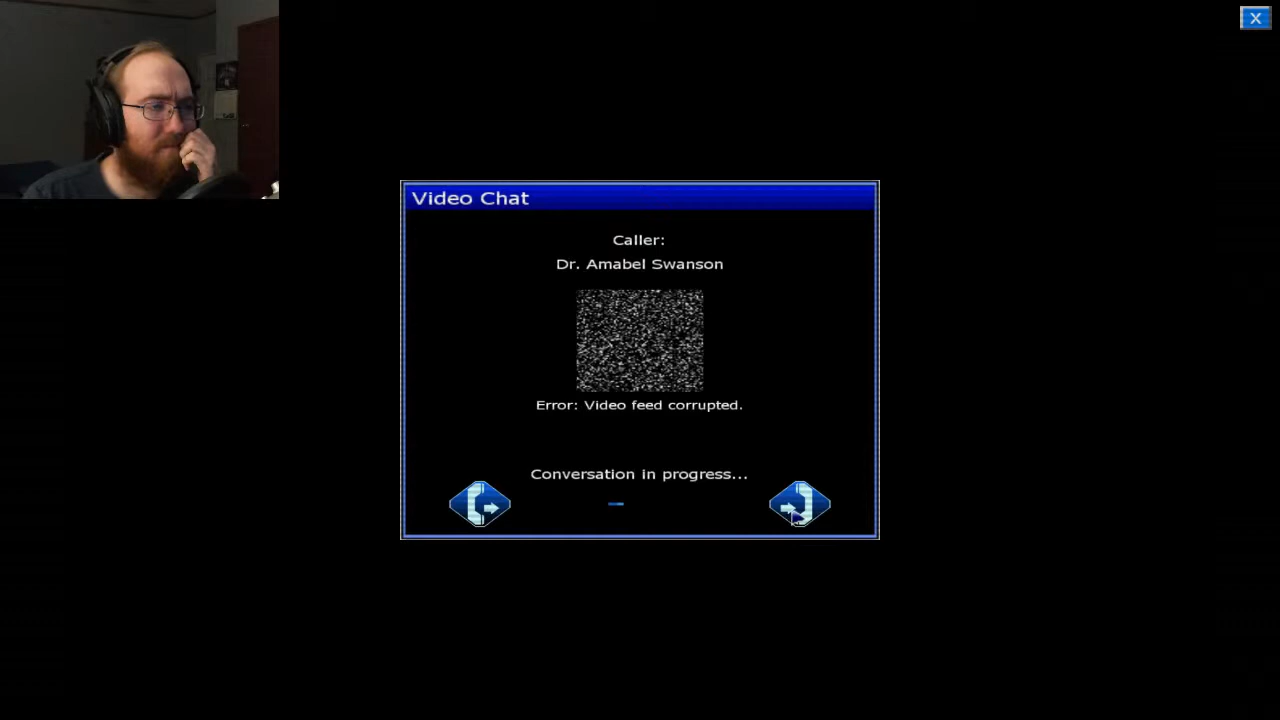 X
Video Chat
Caller:
Dr. Amabel Swanson
Error: Video feed corrupted.
Conversation in progress...